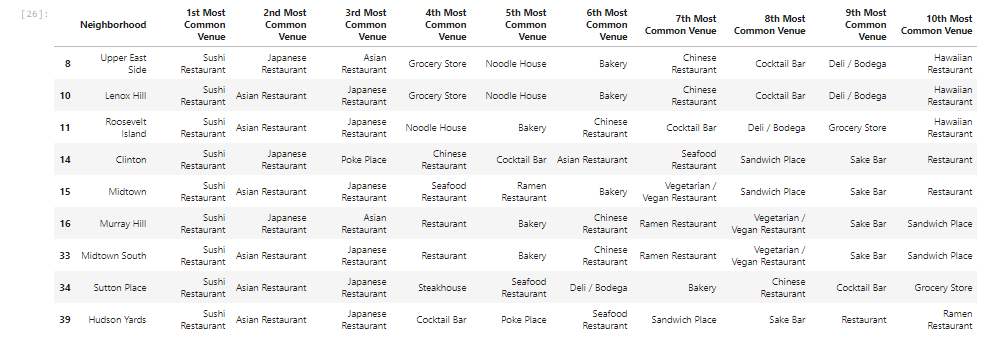 [26]:
Neighborhood 1st Most Common Venue 2nd Most Common Venue 3rd Most Common Venue 4th Most Common Venue 5th Most Common Venue 6th Most Common Venue 7th Most Common Venue 8th Most Common Venue 9th Most Common Venue 10th Most Common Venue
8 Upper East Side Sushi Restaurant Japanese Restaurant Asian Restaurant Grocery Store Noodle House Bakery Chinese Restaurant Cocktail Bar Deli / Bodega Hawaiian Restaurant
10 Lenox Hill Sushi Restaurant Asian Restaurant Japanese Restaurant Grocery Store Noodle House Bakery Chinese Restaurant Cocktail Bar Deli / Bodega Hawaiian Restaurant
11 Roosevelt Island Sushi Restaurant Asian Restaurant Japanese Restaurant Noodle House Bakery Chinese Restaurant Cocktail Bar Deli / Bodega Grocery Store Hawaiian Restaurant
14 Clinton Sushi Restaurant Japanese Restaurant Poke Place Chinese Restaurant Cocktail Bar Asian Restaurant Seafood Restaurant Sandwich Place Sake Bar Restaurant
15 Midtown Sushi Restaurant Asian Restaurant Japanese Restaurant Seafood Restaurant Ramen Restaurant Bakery Vegetarian / Vegan Restaurant Sandwich Place Sake Bar Restaurant
16 Murray Hill Sushi Restaurant Japanese Restaurant Asian Restaurant Restaurant Bakery Chinese Restaurant Ramen Restaurant Vegetarian / Vegan Restaurant Sake Bar Sandwich Place
33 Midtown South Sushi Restaurant Asian Restaurant Japanese Restaurant Restaurant Bakery Chinese Restaurant Ramen Restaurant Vegetarian / Vegan Restaurant Sake Bar Sandwich Place
34 Sutton Place Sushi Restaurant Asian Restaurant Japanese Restaurant Steakhouse Seafood Restaurant Deli / Bodega Bakery Chinese Restaurant Cocktail Bar Grocery Store
39 Hudson Yards Sushi Restaurant Asian Restaurant Japanese Restaurant Cocktail Bar Poke Place Seafood Restaurant Sandwich Place Sake Bar Restaurant Ramen Restaurant